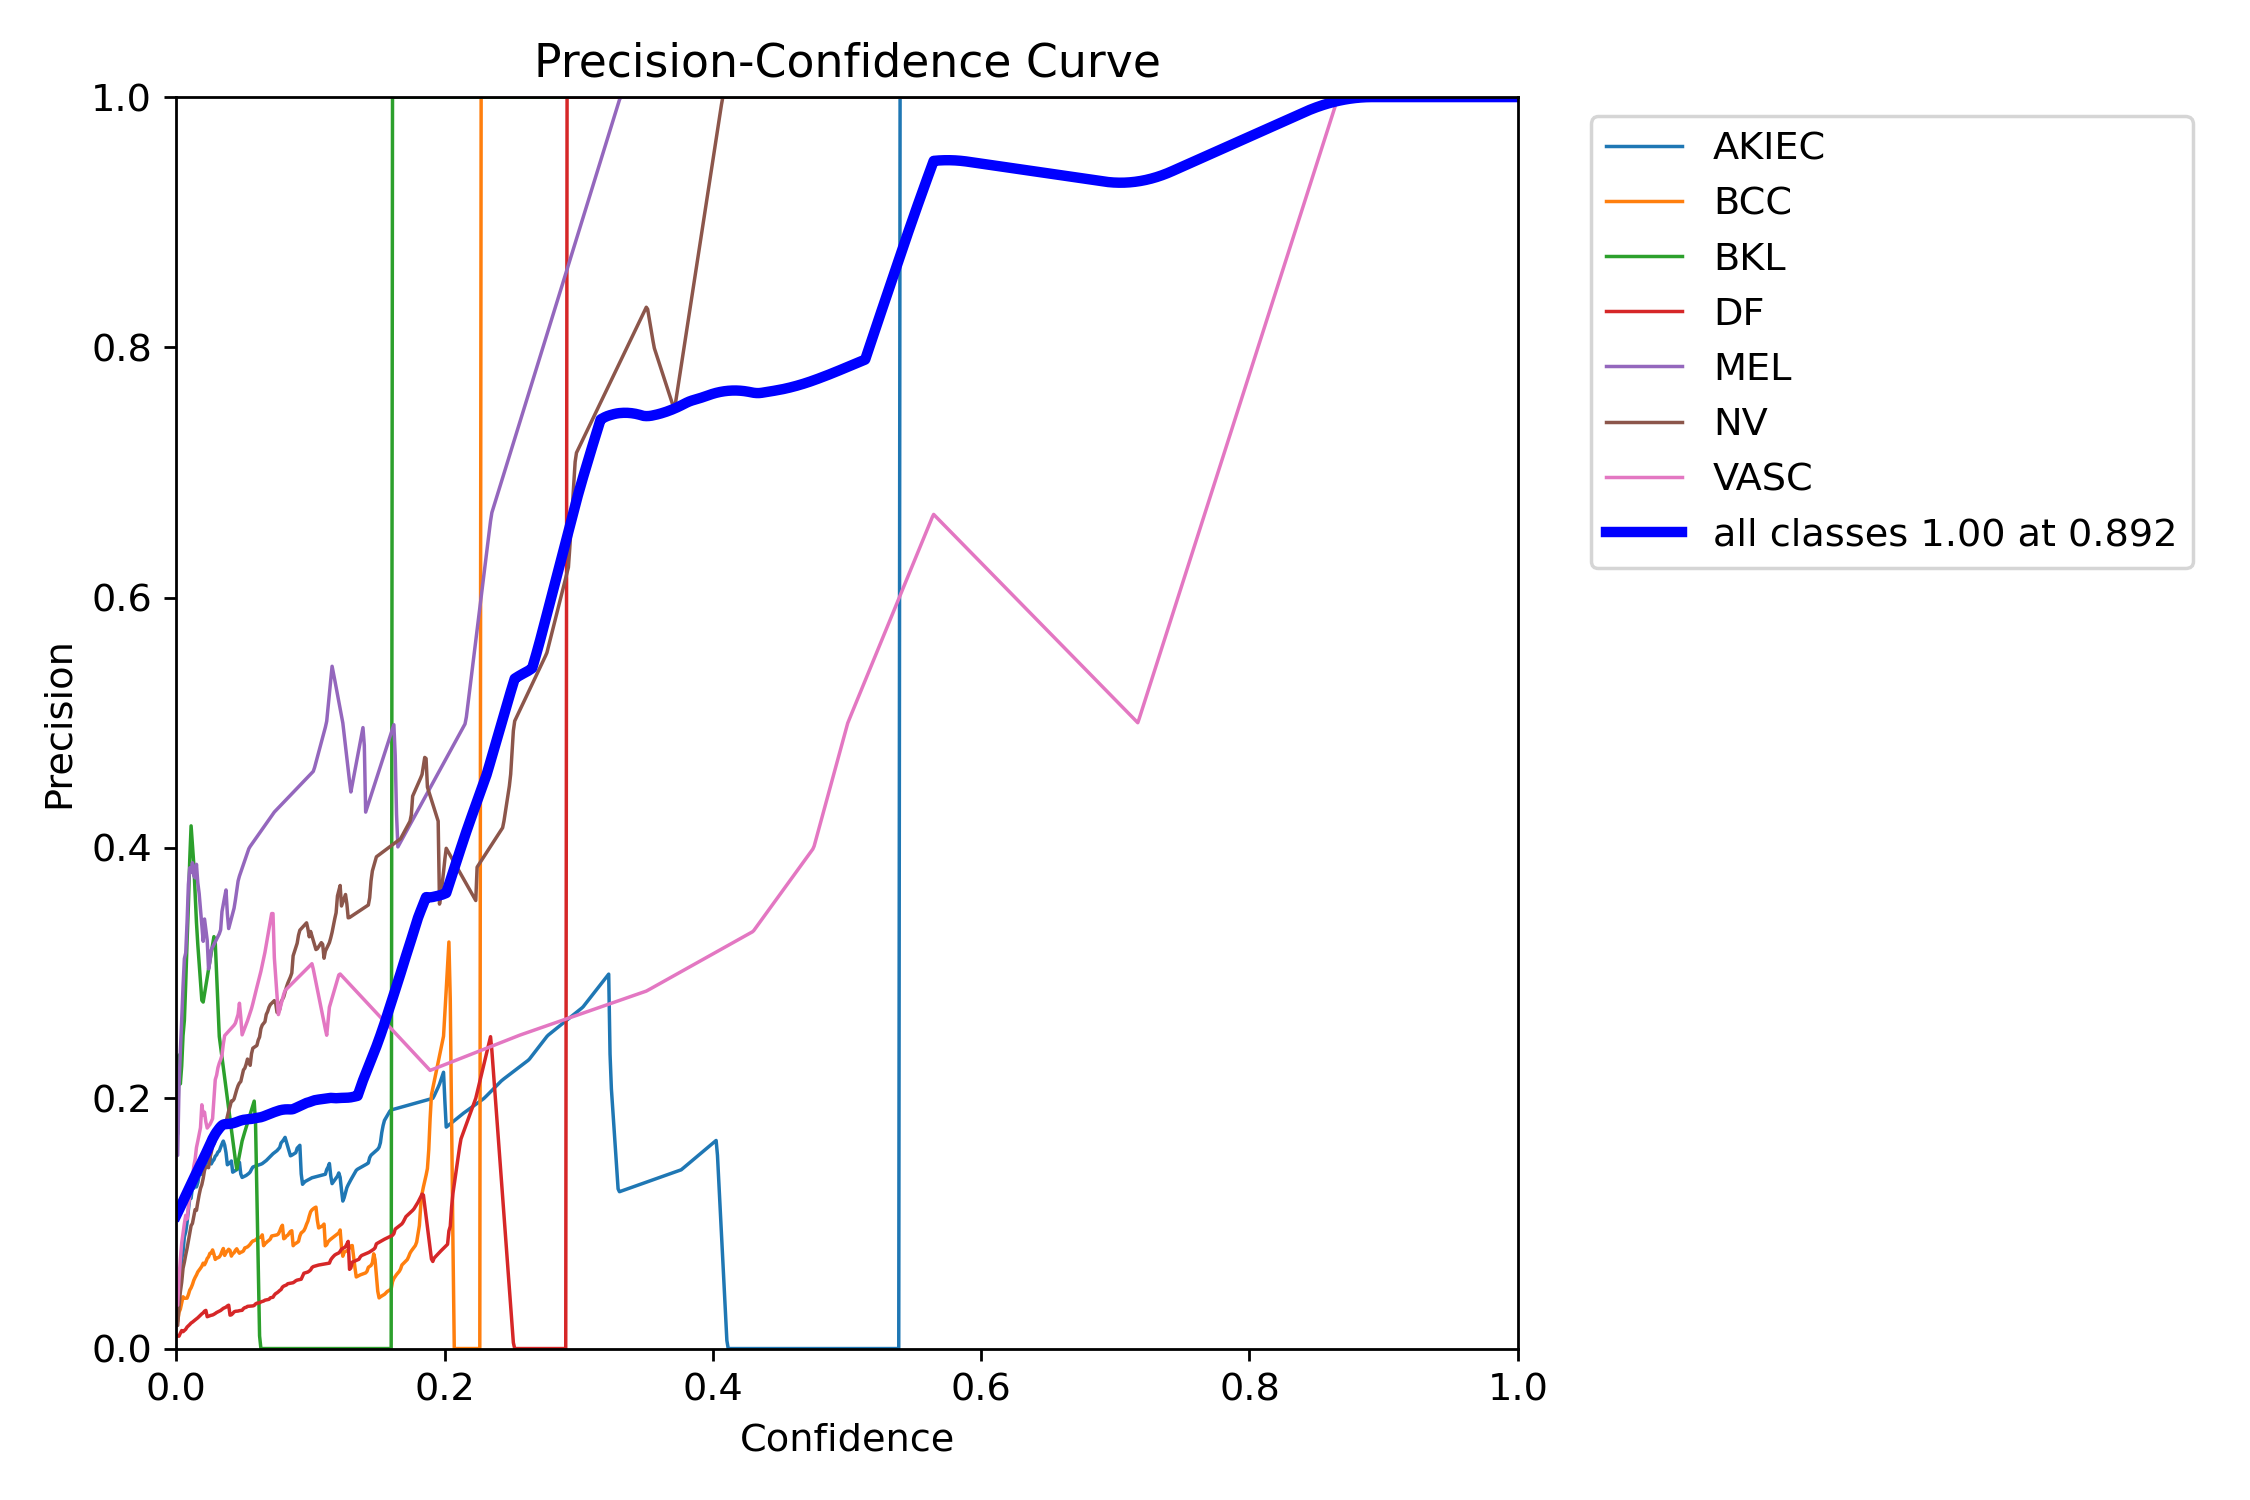 Precision-Confidence Curve
1.0
0.8
0.6
0.4
0.2
0.0
Precision
0.0 0.2 0.4 0.6 0.8 1.0
Confidence
AKIEC
BCC
BKL
DF
MEL
NV
VASC
all classes 1.00 at 0.892